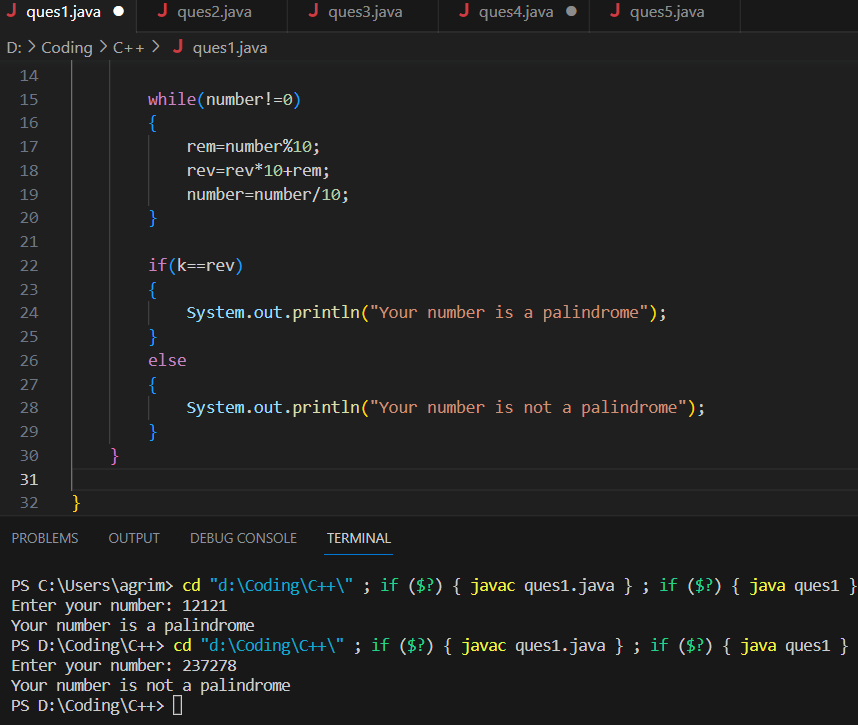 J ques1.java ● J ques2.java J ques3.java J ques4.java ● J ques5.java
D: > Coding > C++ > J ques1.java
14
15 while(number!=0)
16 {
17 rem=number%10;
18 rev=rev*10+rem;
19 number=number/10;
20 }
21
22 if(k==rev)
23 {
24 System.out.println("Your number is a palindrome");
25 }
26 else
27 {
28 System.out.println("Your number is not a palindrome");
29 }
30 }
31
32 }
PROBLEMS OUTPUT DEBUG CONSOLE TERMINAL
PS C:\Users\agrim> cd "d:\Coding\C++\" ; if ($?) { javac ques1.java } ; if ($?) { java ques1 }
Enter your number: 12121
Your number is a palindrome
PS D:\Coding\C++> cd "d:\Coding\C++\" ; if ($?) { javac ques1.java } ; if ($?) { java ques1 }
Enter your number: 237278
Your number is not a palindrome
PS D:\Coding\C++>